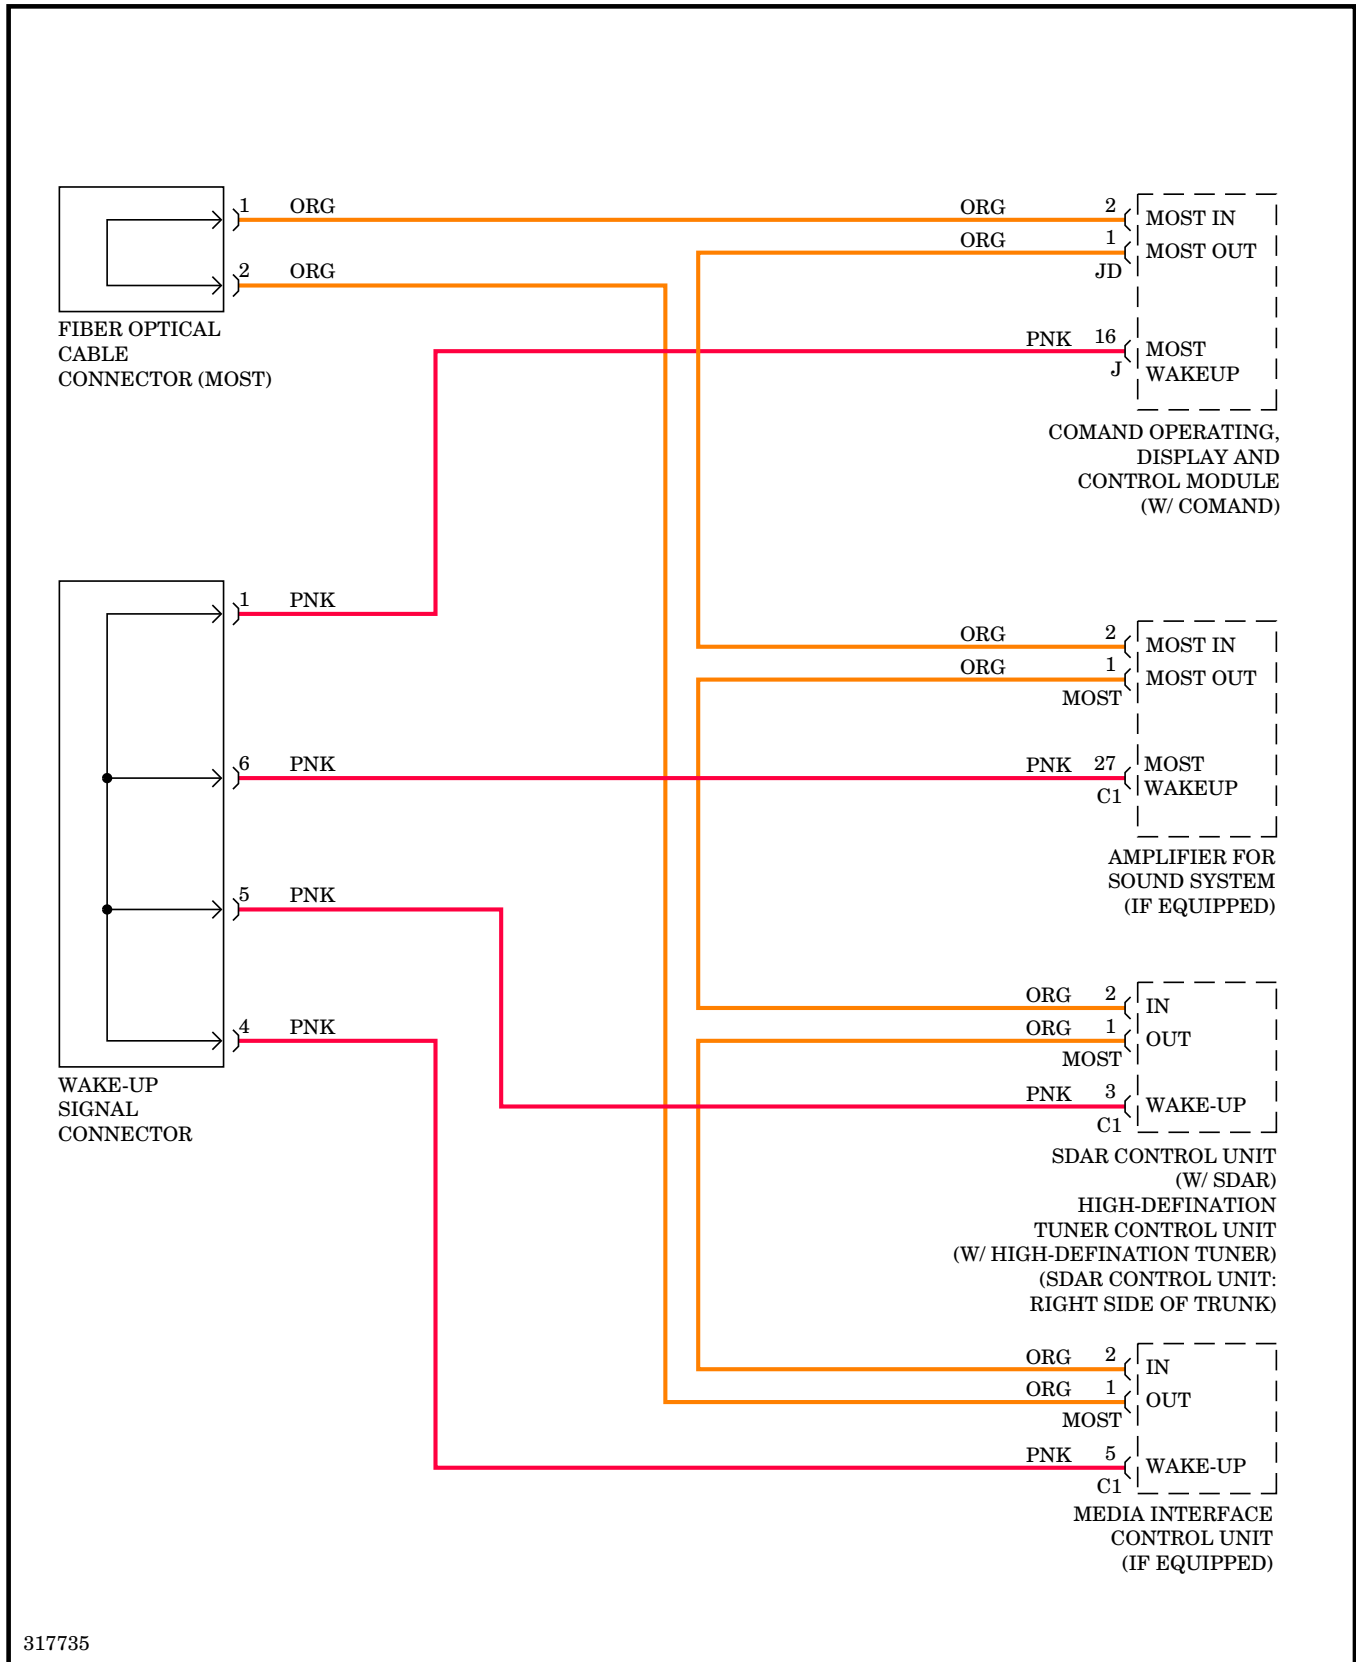 1 ORG
ORG 2 MOST IN
ORG 1 MOST OUT
JD
2 ORG
FIBER OPTICAL
CABLE
CONNECTOR (MOST)
PNK 16 MOST
J WAKEUP
COMAND OPERATING,
DISPLAY AND
CONTROL MODULE
(W/ COMAND)
1 PNK
ORG 2 MOST IN
ORG 1 MOST OUT
MOST
6 PNK
PNK 27 MOST
C1 WAKEUP
AMPLIFIER FOR
SOUND SYSTEM
(IF EQUIPPED)
5 PNK
ORG 2 IN
4 PNK
ORG 1 OUT
MOST
WAKE-UP
SIGNAL
CONNECTOR
PNK 3 WAKE-UP
C1
SDAR CONTROL UNIT
(W/ SDAR)
HIGH-DEFINATION
TUNER CONTROL UNIT
(W/ HIGH-DEFINATION TUNER)
(SDAR CONTROL UNIT:
RIGHT SIDE OF TRUNK)
ORG 2 IN
ORG 1 OUT
MOST
PNK 5 WAKE-UP
C1
MEDIA INTERFACE
CONTROL UNIT
(IF EQUIPPED)
317735